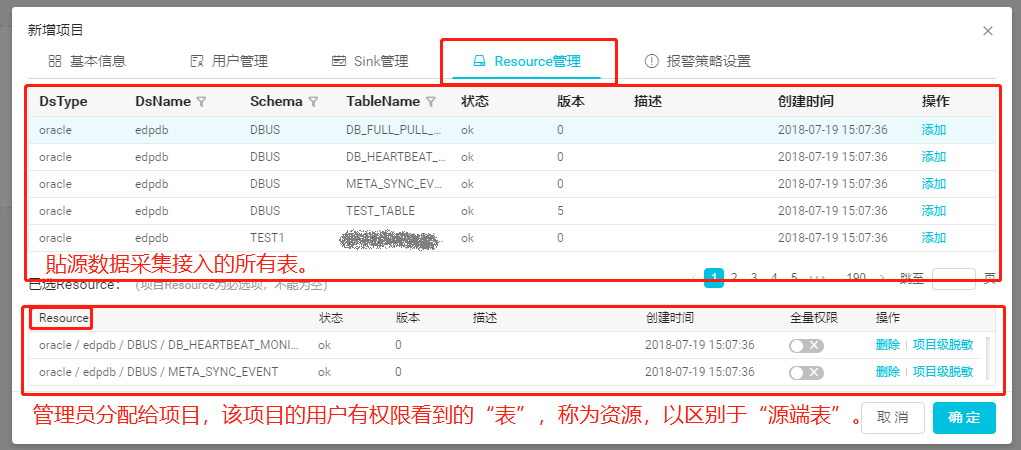 新增项目
基本信息 用户管理 Sink管理 Resource管理 报警策略设置
DsType DsName Schema TableName 状态 版本 描述 创建时间 操作
oracle edpdb DBUS DB_FULL_PULL_... ok 0 2018-07-19 15:07:36 添加
oracle edpdb DBUS DB_HEARTBEAT_... ok 0 2018-07-19 15:07:36 添加
oracle edpdb DBUS META_SYNC_EV... ok 0 2018-07-19 15:07:36 添加
oracle edpdb DBUS TEST_TABLE ok 5 2018-07-19 15:07:36 添加
oracle edpdb TEST1 ok 0 2018-07-19 15:07:36 添加
貼源数据采集接入的所有表。
1 2 3 4 5 ••• 190 跳至 页
已选Resource： (项目Resource为必选项，不能为空)
Resource 状态 版本 描述 创建时间 全量权限 操作
oracle / edpdb / DBUS / DB_HEARTBEAT_MONI... ok 0 2018-07-19 15:07:36 删除 项目级脱敏
oracle / edpdb / DBUS / META_SYNC_EVENT ok 0 2018-07-19 15:07:36 删除 项目级脱敏
管理员分配给项目，该项目的用户有权限看到的“表”，称为资源，以区别于“源端表”。
取消 确定